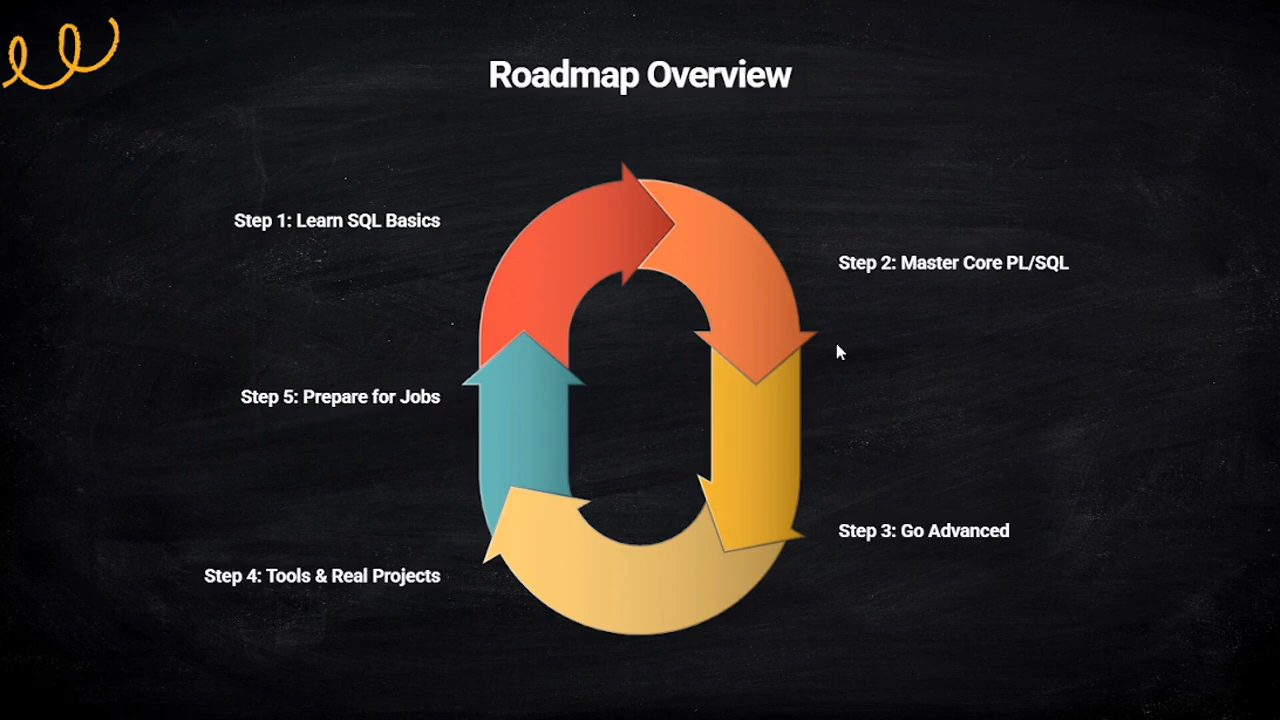 Roadmap Overview
Step 1: Learn SQL Basics
Step 2: Master Core PL/SQL
Step 3: Go Advanced
Step 4: Tools & Real Projects
Step 5: Prepare for Jobs